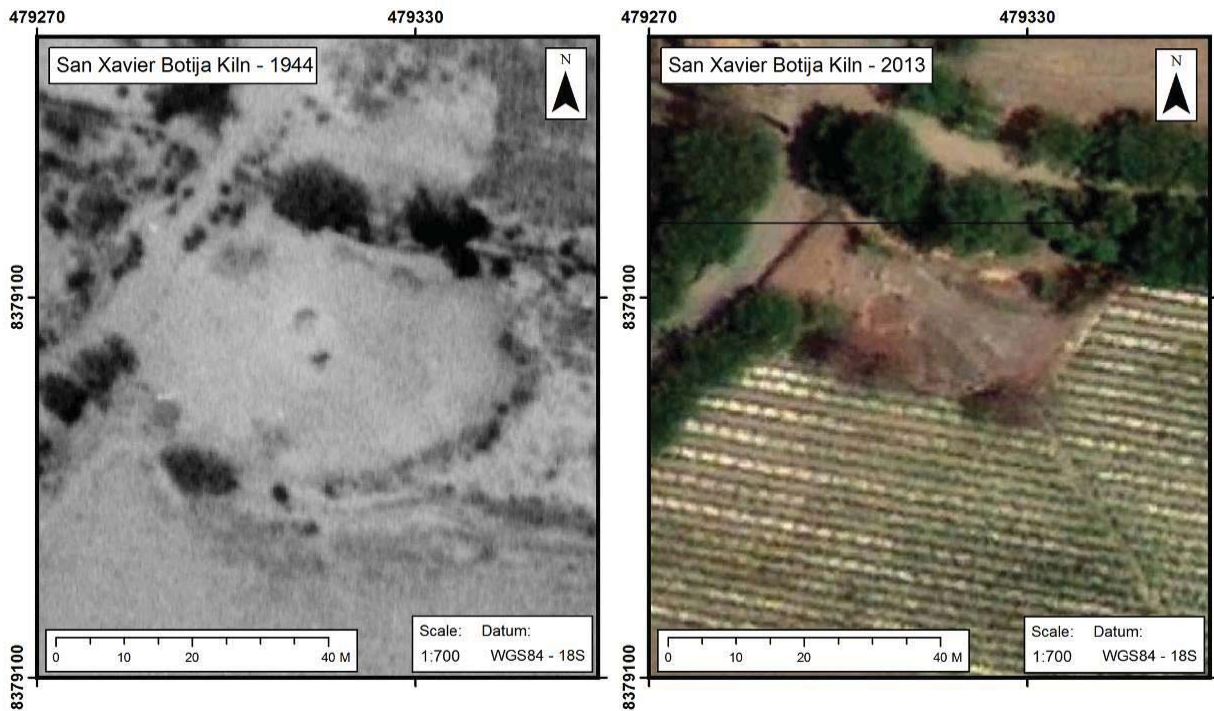 479270
479330
San Xavier Botija Kiln - 1944
N
8379100
8379100
0 10 20 40 M
Scale: Datum:
1:700 WGS84 - 18S
479270
479330
San Xavier Botija Kiln - 2013
N
8379100
8379100
0 10 20 40 M
Scale: Datum:
1:700 WGS84 - 18S